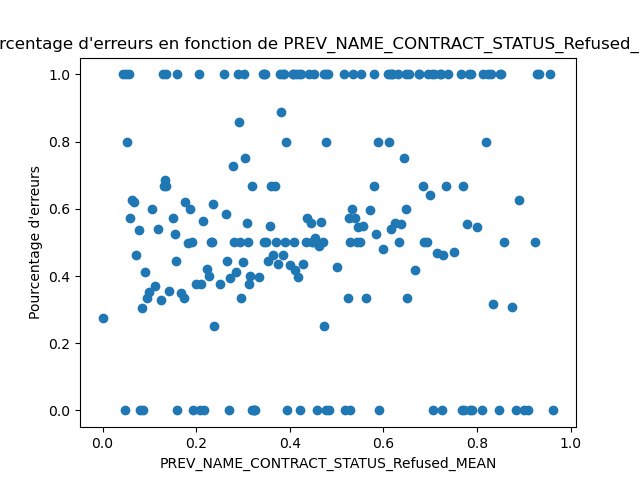 rcentage d'erreurs en fonction de PREV_NAME_CONTRACT_STATUS_Refused_
1.0
0.8
0.6
0.4
0.2
0.0
Pourcentage d'erreurs
0.0 0.2 0.4 0.6 0.8 1.0
PREV_NAME_CONTRACT_STATUS_Refused_MEAN